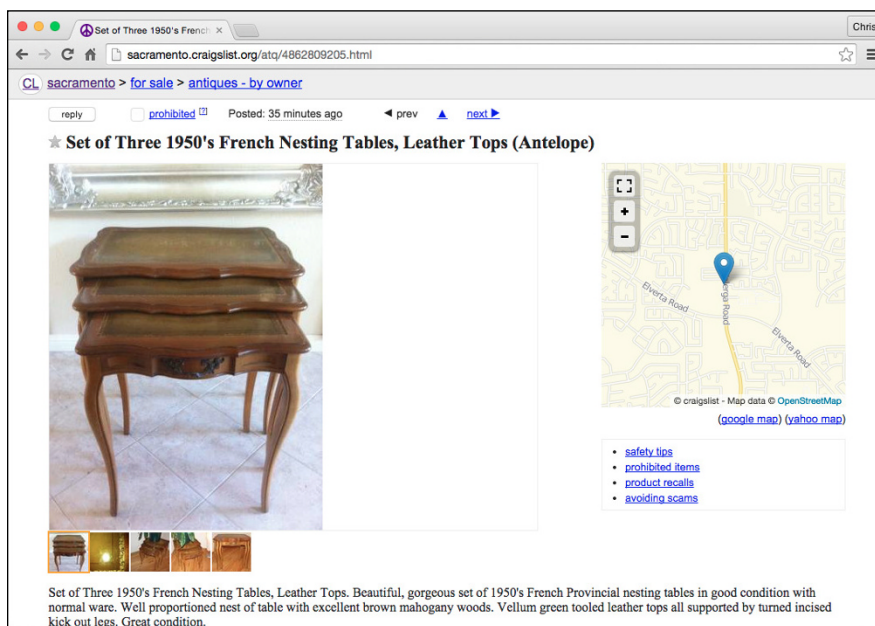 Set of Three 1950's French
Chris
sacramento.craigslist.org/atq/4862809205.html
CL sacramento > for sale > antiques - by owner
reply prohibited [?] Posted: 35 minutes ago ◀ prev ▲ next ▶
Set of Three 1950's French Nesting Tables, Leather Tops (Antelope)
+
−
Elverta Road
Road
Elverta Road
© craigslist - Map data © OpenStreetMap
(google map) (yahoo map)
• safety tips
• prohibited items
• product recalls
• avoiding scams
Set of Three 1950's French Nesting Tables, Leather Tops. Beautiful, gorgeous set of 1950's French Provincial nesting tables in good condition with
normal ware. Well proportioned nest of table with excellent brown mahogany woods. Vellum green tooled leather tops all supported by turned incised
kick out legs. Great condition.